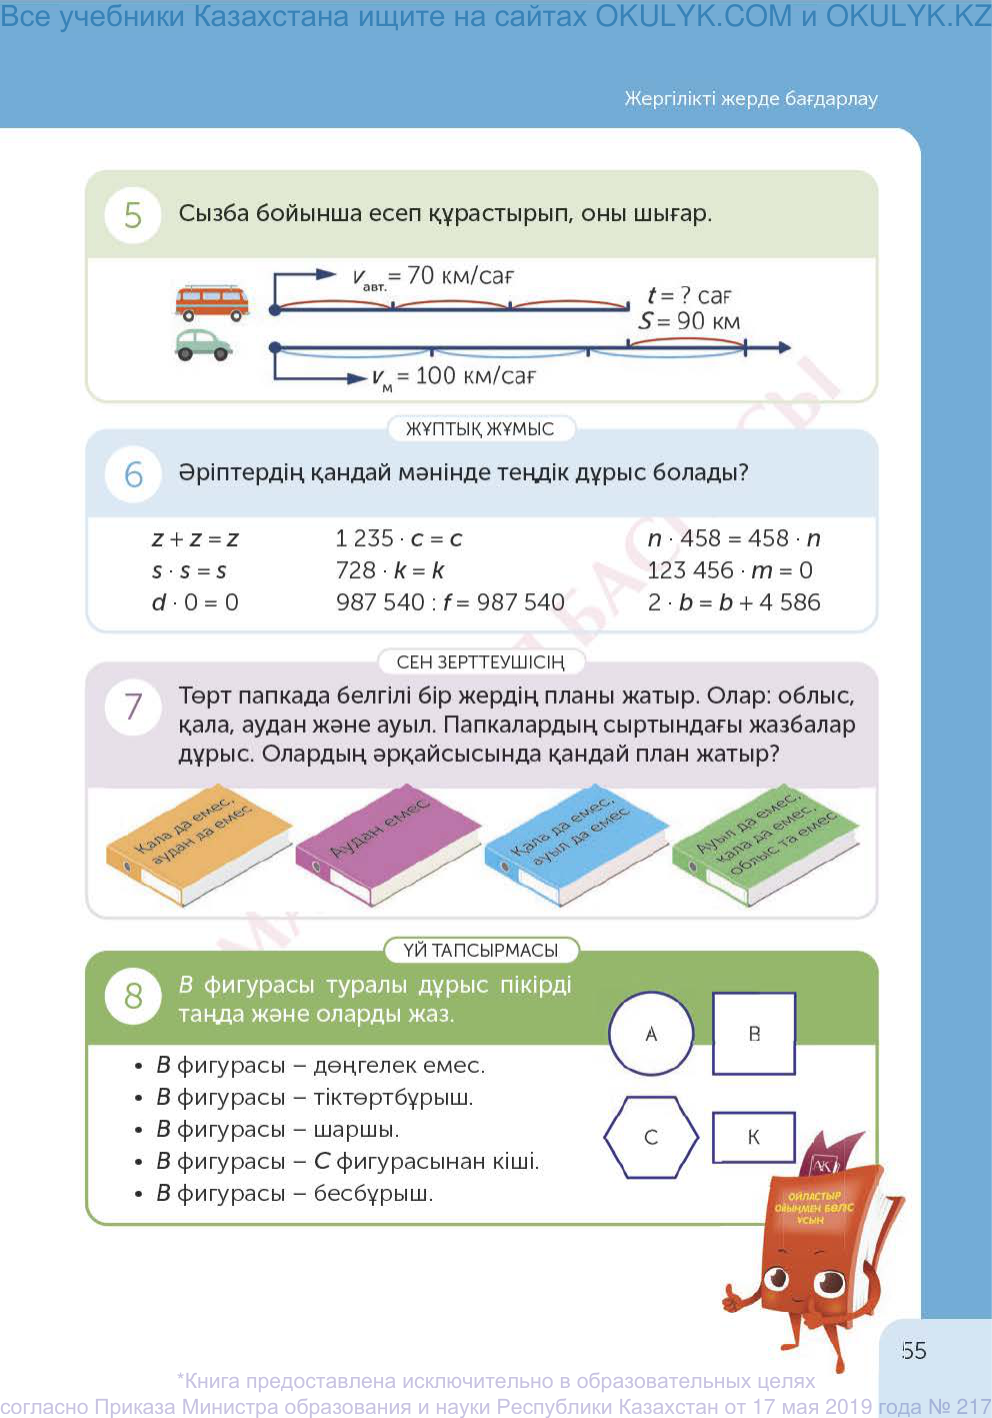 Все учебники Казахстана ищите на сайтах OKULYK.COM и OKULYK.KZ
Жергілікті жерде бағдарлау
5
Сызба бойынша есеп құрастырып, оны шығар.
vавт. = 70 км/сағ
t = ? сағ
S = 90 км
vм = 100 км/сағ
ЖҰПТЫҚ ЖҰМЫС
6
Әріптердің қандай мәнінде теңдік дұрыс болады?
z + z = z
1 235 · c = c
n · 458 = 458 · n
s · s = s
728 · k = k
123 456 · m = 0
d · 0 = 0
987 540 : f = 987 540
2 · b = b + 4 586
СЕН ЗЕРТТЕУШІСІҢ
7
Төрт папкада белгілі бір жердің планы жатыр. Олар: облыс,
қала, аудан және ауыл. Папкалардың сыртындағы жазбалар
дұрыс. Олардың әрқайсысында қандай план жатыр?
Қала да емес,
аудан да емес
Аудан емес
Қала да емес,
ауыл да емес
Ауыл да емес,
қала да емес,
облыс та емес
ҮЙ ТАПСЫРМАСЫ
8
B фигурасы туралы дұрыс пікірді
таңда және оларды жаз.
A
B
• B фигурасы – дөңгелек емес.
• B фигурасы – тіктөртбұрыш.
• B фигурасы – шаршы.
• B фигурасы – C фигурасынан кіші.
• B фигурасы – бесбұрыш.
C
K
АК
ОЙЛАСТЫР
ОЙЫҢМЕН БӨЛІС
ҰСЫН
55
*Книга предоставлена исключительно в образовательных целях
согласно Приказа Министра образования и науки Республики Казахстан от 17 мая 2019 года № 217